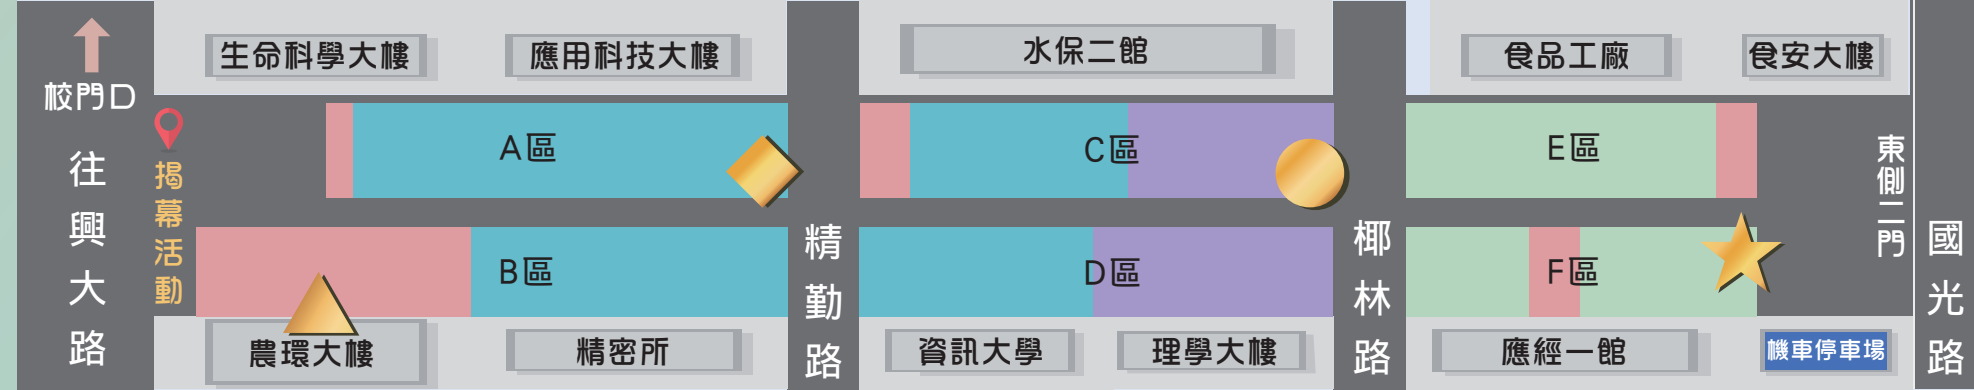 校門D
往興大路
揭幕活動
生命科學大樓
應用科技大樓
水保二館
食品工廠
食安大樓
A區
C區
E區
B區
D區
F區
精勤路
椰林路
東側二門
國光路
農環大樓
精密所
資訊大學
理學大樓
應經一館
機車停車場